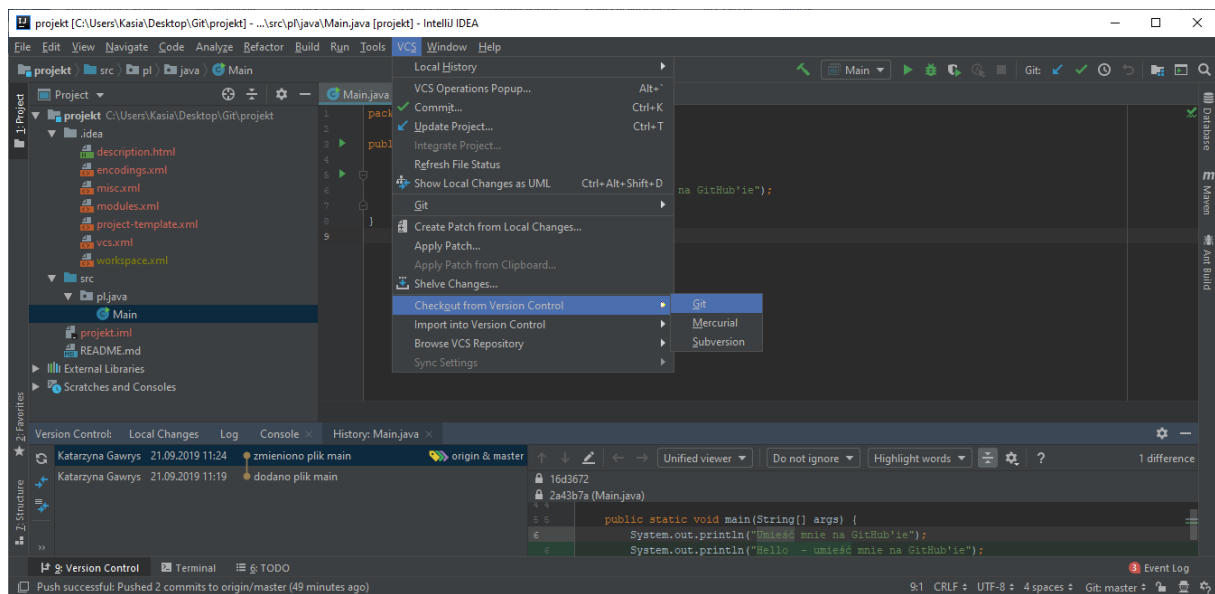 projekt [C:\Users\Kasia\Desktop\Git\projekt] - ...\src\pl\java\Main.java [projekt] - IntelliJ IDEA
File Edit View Navigate Code Analyze Refactor Build Run Tools VCS Window Help
projekt src pl java Main
Main Git:
Project
Main.java
1: Project
projekt C:\Users\Kasia\Desktop\Git\projekt
.idea
description.html
encodings.xml
misc.xml
modules.xml
project-template.xml
vcs.xml
workspace.xml
src
pl.java
Main
projekt.iml
README.md
External Libraries
Scratches and Consoles
1 pack
2
3 publ
4
5
6 na GitHub'ie");
7
8 }
9
Local History
VCS Operations Popup... Alt+`
Commit... Ctrl+K
Update Project... Ctrl+T
Integrate Project...
Refresh File Status
Show Local Changes as UML Ctrl+Alt+Shift+D
Git
Create Patch from Local Changes...
Apply Patch...
Apply Patch from Clipboard...
Shelve Changes...
Checkout from Version Control
Import into Version Control
Browse VCS Repository
Sync Settings
Git
Mercurial
Subversion
Database
Maven
Ant Build
2: Favorites
7: Structure
Version Control: Local Changes Log Console × History: Main.java ×
Katarzyna Gawrys 21.09.2019 11:24 zmieniono plik main origin & master
Katarzyna Gawrys 21.09.2019 11:19 dodano plik main
Unified viewer Do not ignore Highlight words ? 1 difference
16d3672
2a43b7a (Main.java)
5 5 public static void main(String[] args) {
6 System.out.println("Umieść mnie na GitHub'ie");
6 System.out.println("Hello - umieść mnie na GitHub'ie");
9: Version Control Terminal 6: TODO 3 Event Log
Push successful: Pushed 2 commits to origin/master (49 minutes ago) 9:1 CRLF UTF-8 4 spaces Git: master